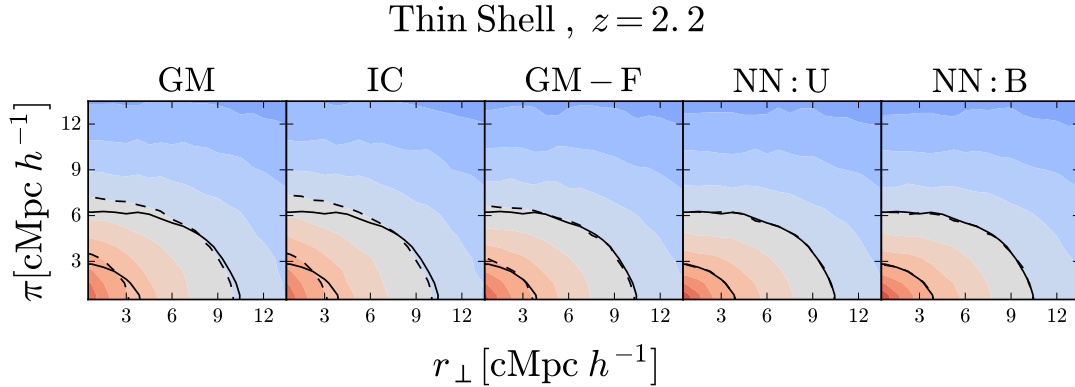 Thin Shell , z = 2.2
GM IC GM − F NN : U NN : B
π [cMpc h⁻¹]
12
9
6
3
3 6 9 12 3 6 9 12 3 6 9 12 3 6 9 12 3 6 9 12
r⊥ [cMpc h⁻¹]